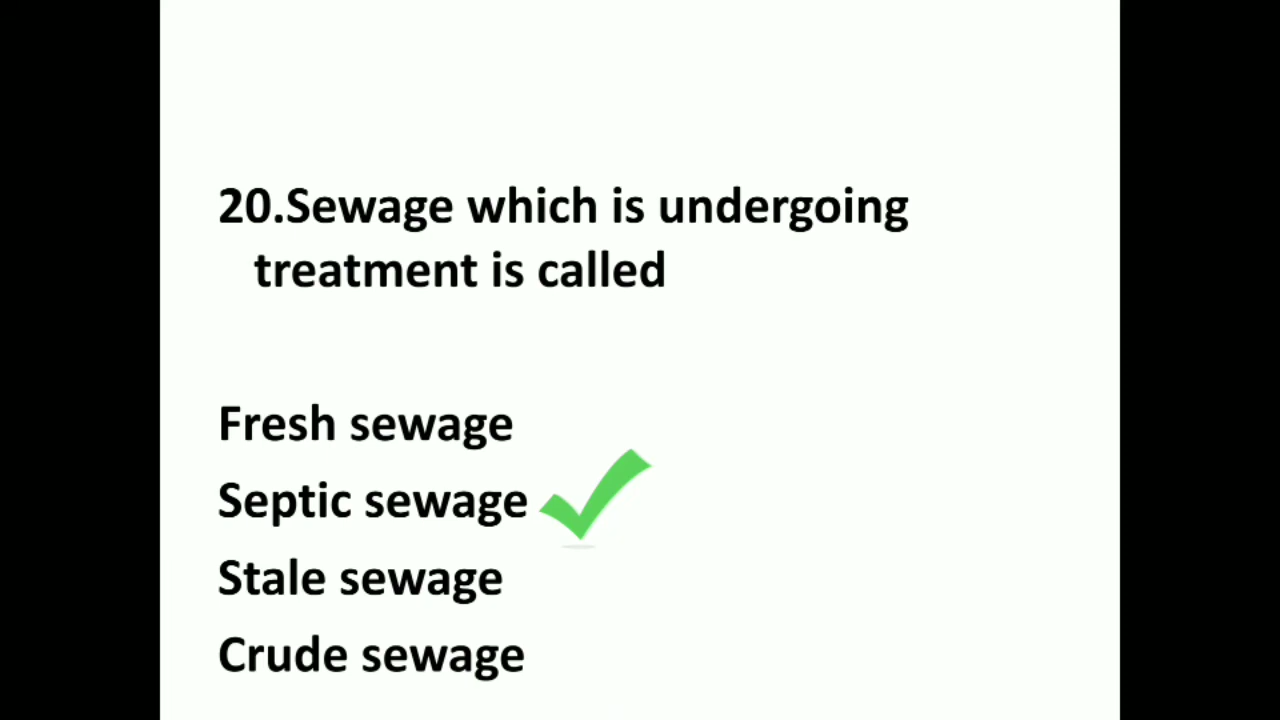 20.Sewage which is undergoing
treatment is called
Fresh sewage
Septic sewage
Stale sewage
Crude sewage